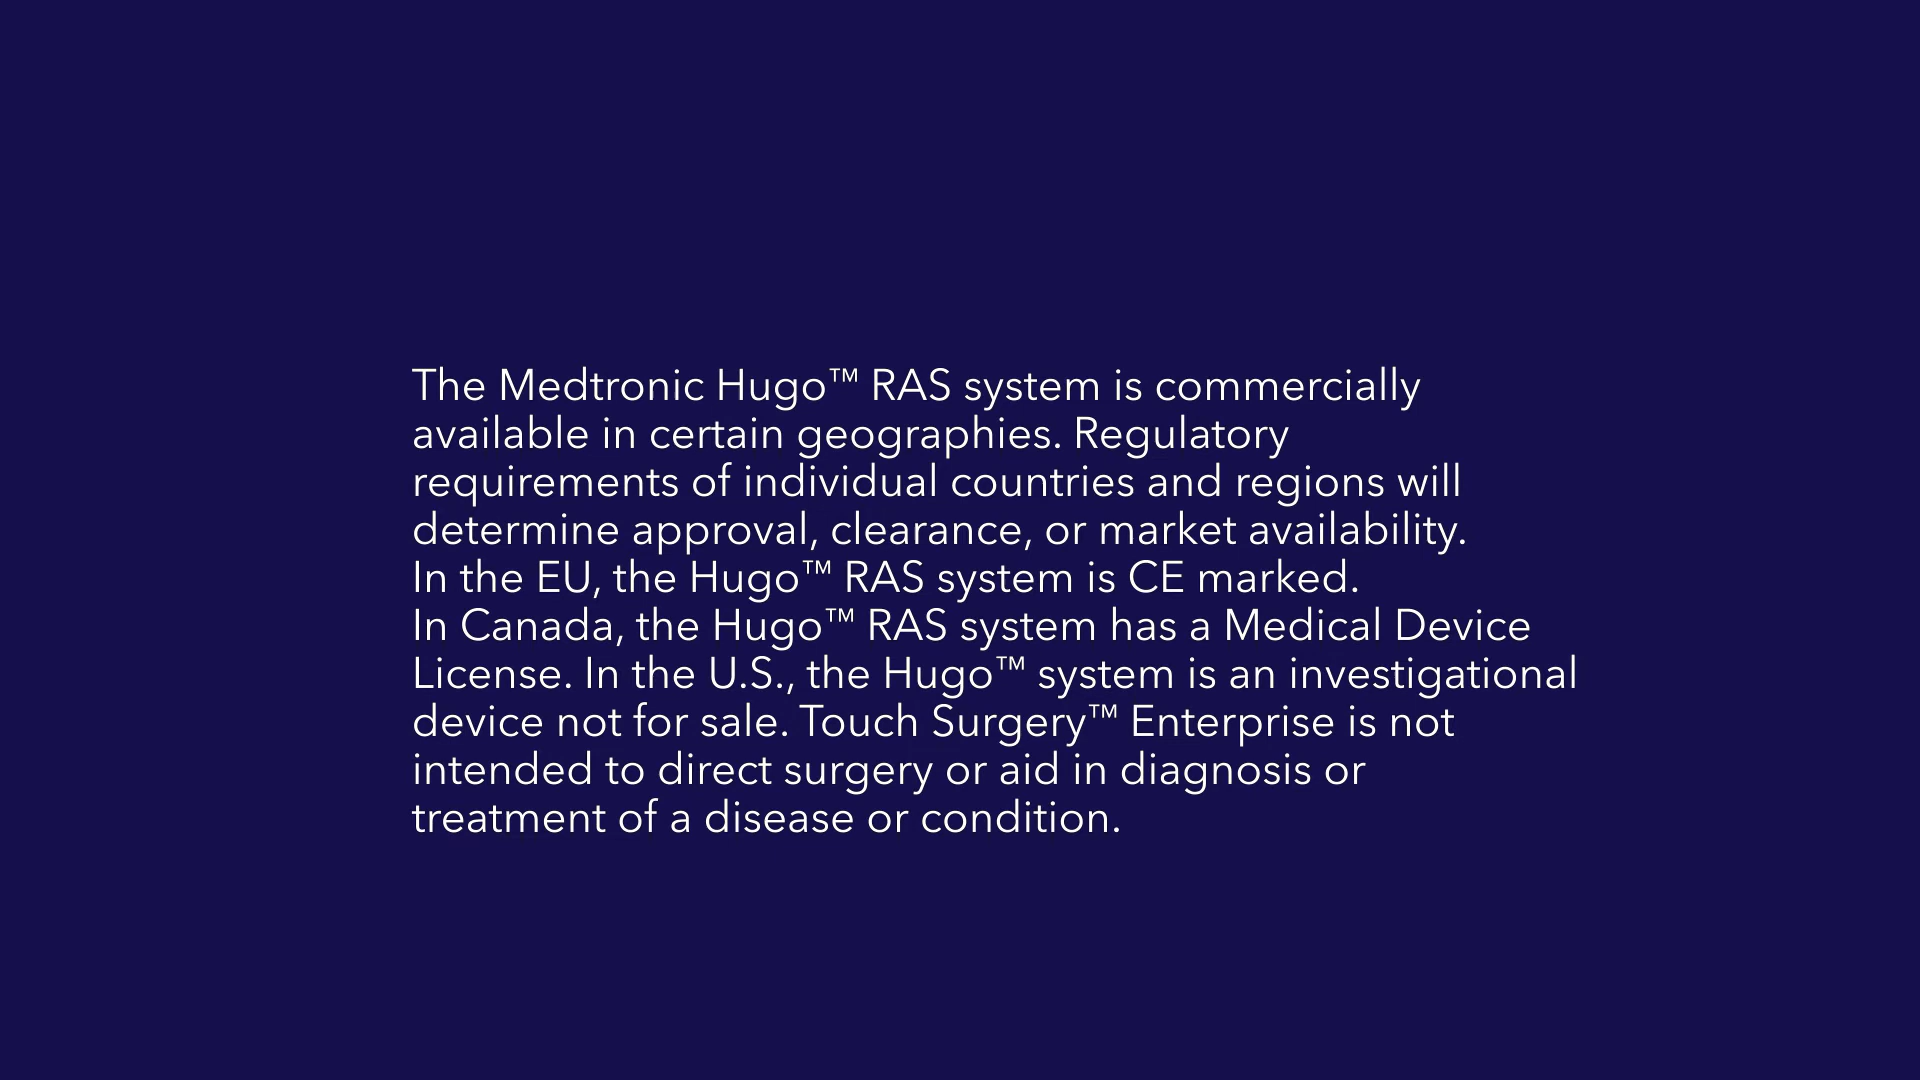 The Medtronic Hugo™ RAS system is commercially
available in certain geographies. Regulatory
requirements of individual countries and regions will
determine approval, clearance, or market availability.
In the EU, the Hugo™ RAS system is CE marked.
In Canada, the Hugo™ RAS system has a Medical Device
License. In the U.S., the Hugo™ system is an investigational
device not for sale. Touch Surgery™ Enterprise is not
intended to direct surgery or aid in diagnosis or
treatment of a disease or condition.